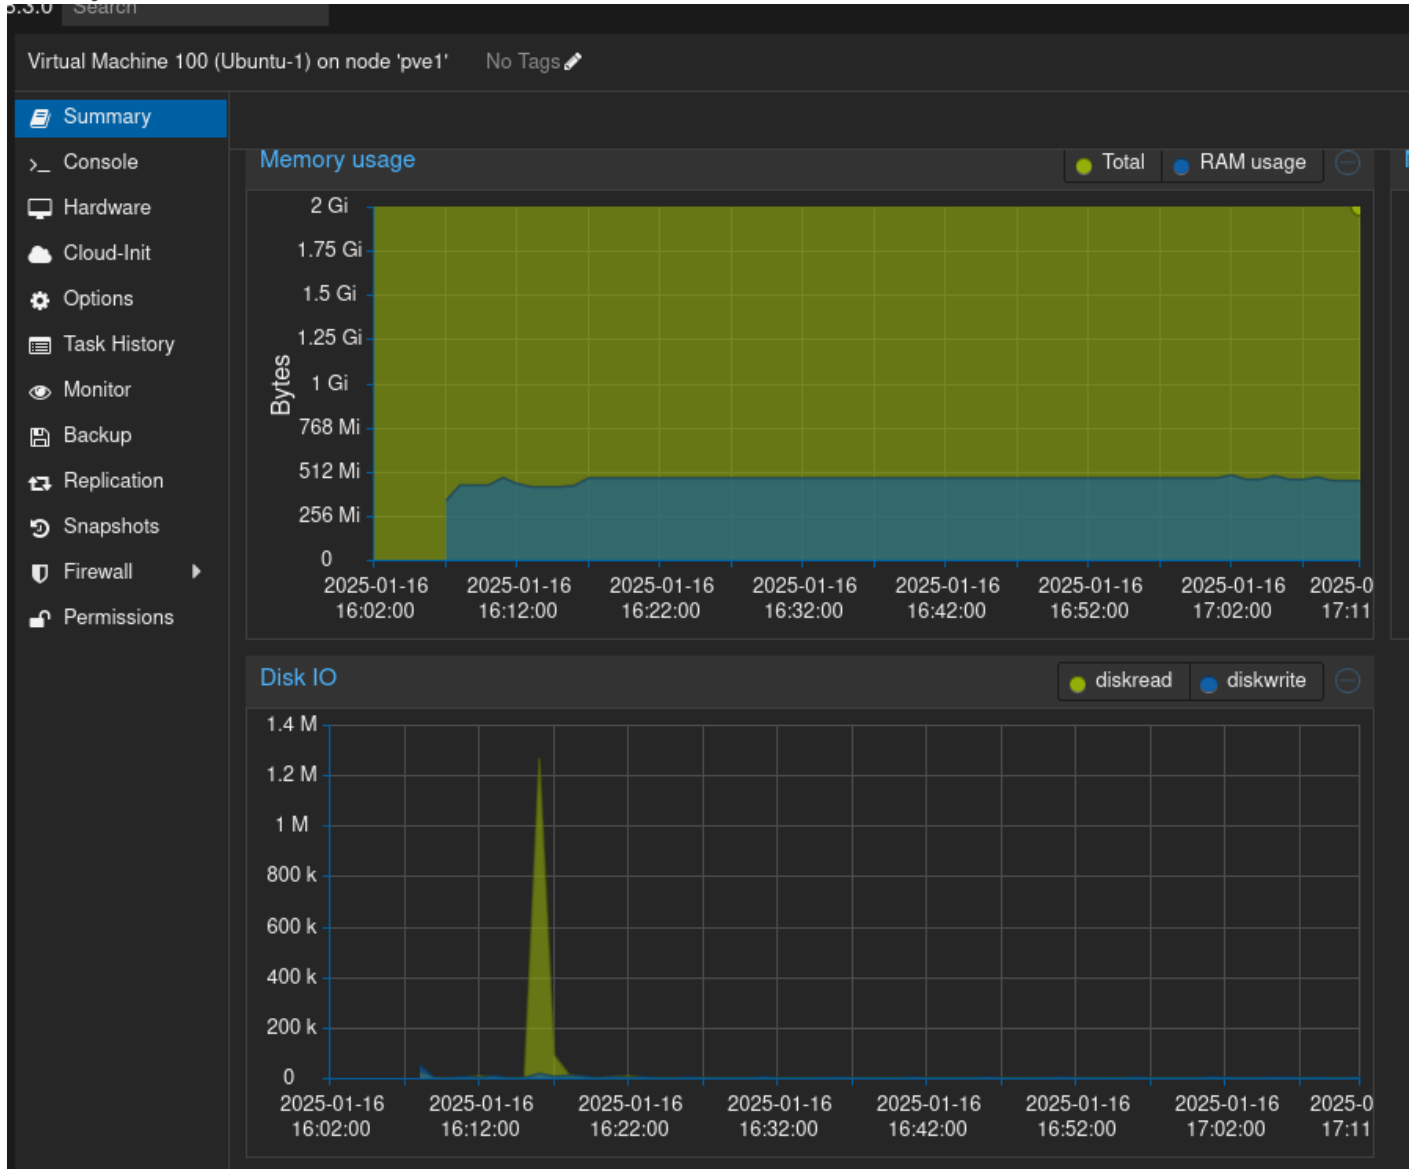 Search
Virtual Machine 100 (Ubuntu-1) on node 'pve1' No Tags
Summary
Console
Hardware
Cloud-Init
Options
Task History
Monitor
Backup
Replication
Snapshots
Firewall
Permissions
Memory usage
Total RAM usage
2 Gi
1.75 Gi
1.5 Gi
1.25 Gi
1 Gi
768 Mi
512 Mi
256 Mi
0
Bytes
2025-01-16 2025-01-16 2025-01-16 2025-01-16 2025-01-16 2025-01-16 2025-01-16 2025-0
16:02:00 16:12:00 16:22:00 16:32:00 16:42:00 16:52:00 17:02:00 17:11
Disk IO
diskread diskwrite
1.4 M
1.2 M
1 M
800 k
600 k
400 k
200 k
0
2025-01-16 2025-01-16 2025-01-16 2025-01-16 2025-01-16 2025-01-16 2025-01-16 2025-0
16:02:00 16:12:00 16:22:00 16:32:00 16:42:00 16:52:00 17:02:00 17:11